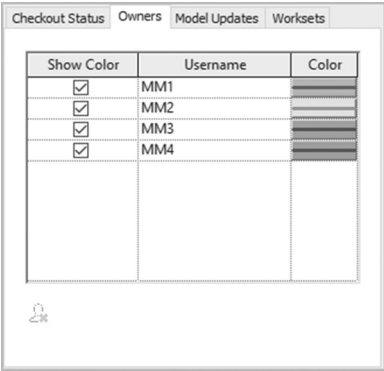 Checkout Status Owners Model Updates Worksets
Show Color Username Color
MM1
MM2
MM3
MM4